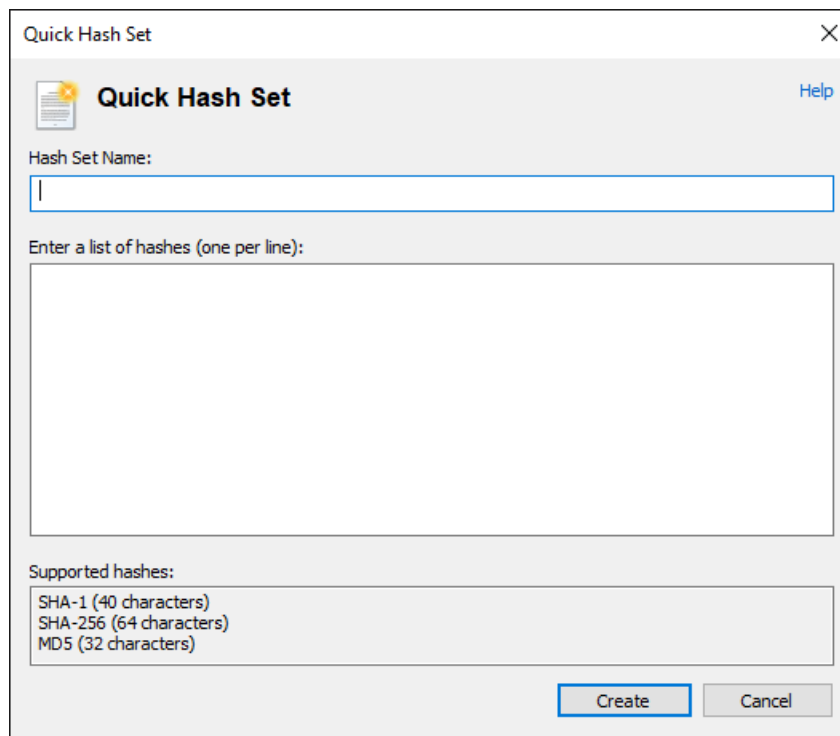 Quick Hash Set
Quick Hash Set
Help
Hash Set Name:
Enter a list of hashes (one per line):
Supported hashes:
SHA-1 (40 characters)
SHA-256 (64 characters)
MD5 (32 characters)
Create
Cancel